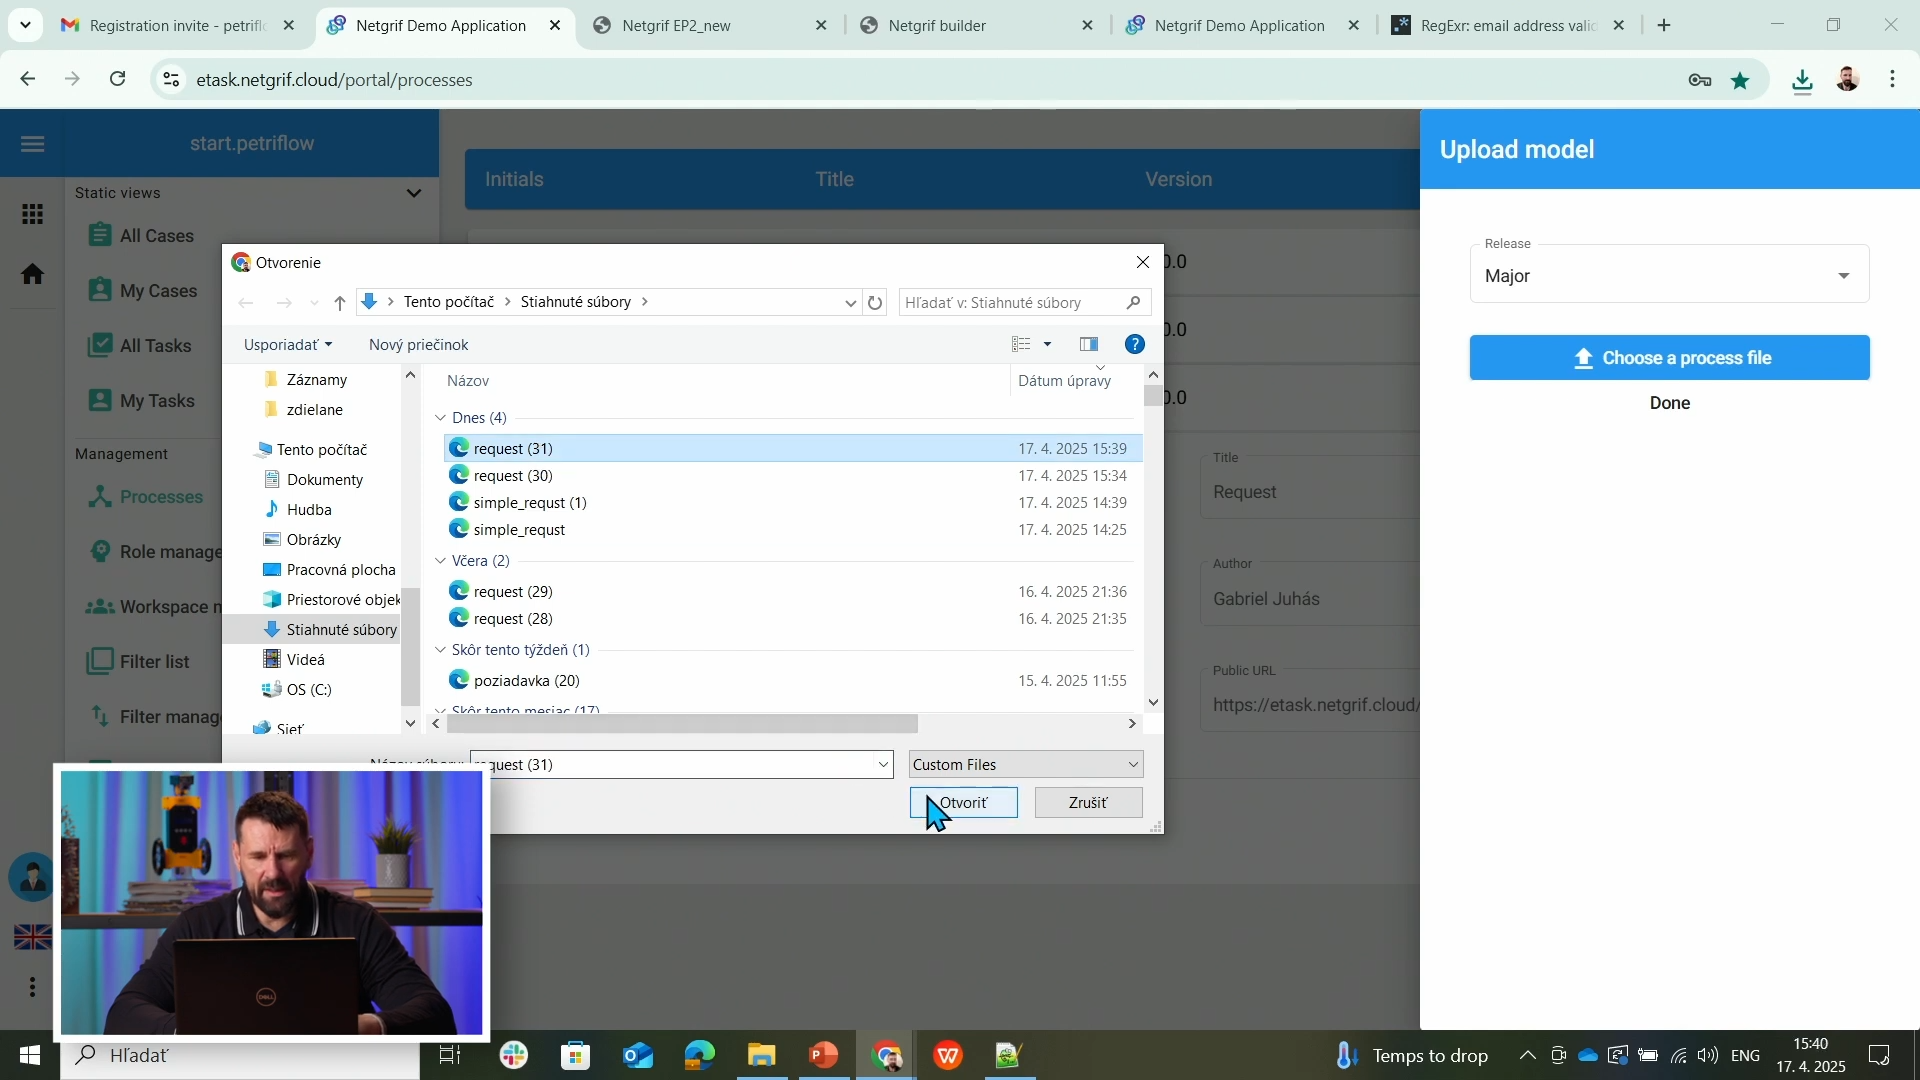 Registration invite - petrifl
Netgrif Demo Application
Netgrif EP2_new
Netgrif builder
Netgrif Demo Application
RegExr: email address valid
etask.netgrif.cloud/portal/processes
start.petriflow
Static views
All Cases
My Cases
All Tasks
My Tasks
Management
Processes
Role manage
Workspace m
Filter list
Filter manag
Initials
Title
Version
0.0
0.0
0.0
Title
Request
Author
Gabriel Juhás
Public URL
https://etask.netgrif.cloud/
Otvorenie
Tento počítač
Stiahnuté súbory
Hľadať v: Stiahnuté súbory
Usporiadať
Nový priečinok
Záznamy
zdielane
Tento počítač
Dokumenty
Hudba
Obrázky
Pracovná plocha
Priestorové objek
Stiahnuté súbory
Videá
OS (C:)
Sieť
Názov
Dátum úpravy
Dnes (4)
request (31) 17. 4. 2025 15:39
request (30) 17. 4. 2025 15:34
simple_requst (1) 17. 4. 2025 14:39
simple_requst 17. 4. 2025 14:25
Včera (2)
request (29) 16. 4. 2025 21:36
request (28) 16. 4. 2025 21:35
Skôr tento týždeň (1)
poziadavka (20) 15. 4. 2025 11:55
Skôr tento mesiac (17)
Názov súboru:
request (31)
Custom Files
Otvoriť
Zrušiť
Upload model
Release
Major
Choose a process file
Done
DELL
Hľadať
Temps to drop
ENG
15:40
17. 4. 2025